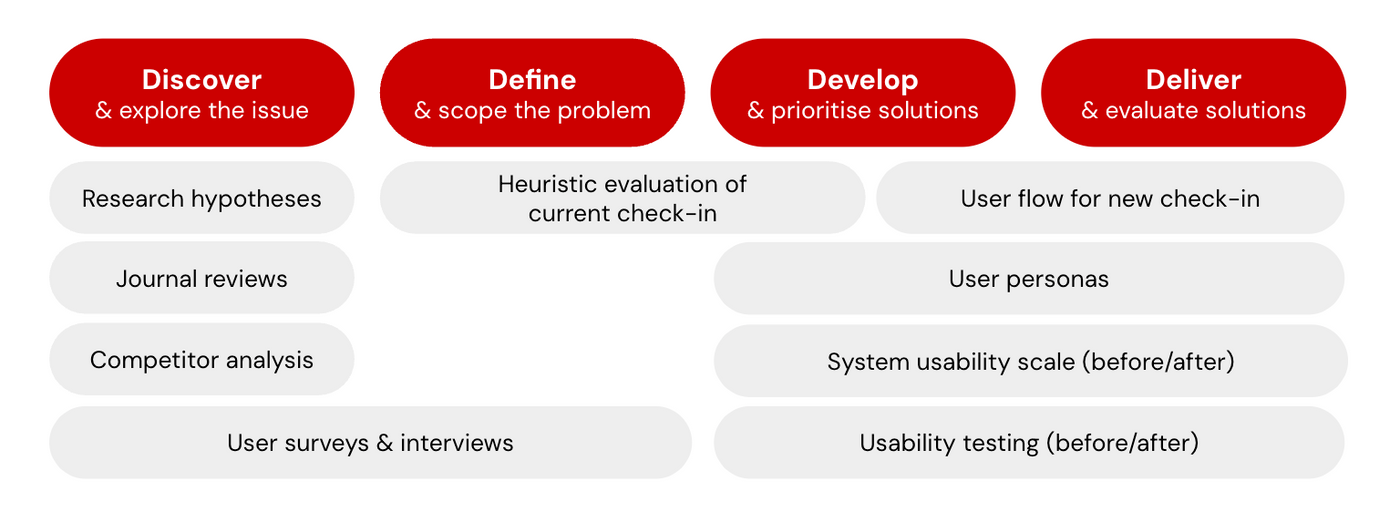 Discover
& explore the issue
Define
& scope the problem
Develop
& prioritise solutions
Deliver
& evaluate solutions
Research hypotheses
Heuristic evaluation of
current check-in
User flow for new check-in
Journal reviews
User personas
Competitor analysis
System usability scale (before/after)
User surveys & interviews
Usability testing (before/after)